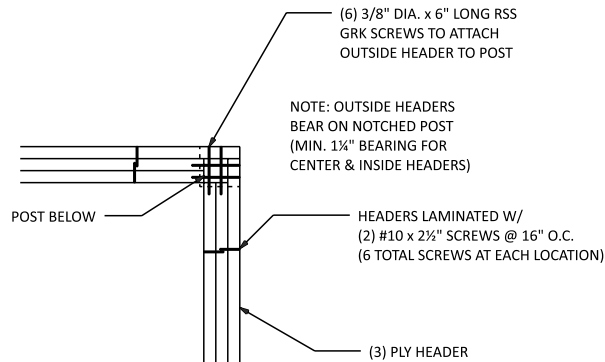 (6) 3/8" DIA. x 6" LONG RSS
GRK SCREWS TO ATTACH
OUTSIDE HEADER TO POST
NOTE: OUTSIDE HEADERS
BEAR ON NOTCHED POST
(MIN. 1¼" BEARING FOR
CENTER & INSIDE HEADERS)
POST BELOW
HEADERS LAMINATED W/
(2) #10 x 2½" SCREWS @ 16" O.C.
(6 TOTAL SCREWS AT EACH LOCATION)
(3) PLY HEADER